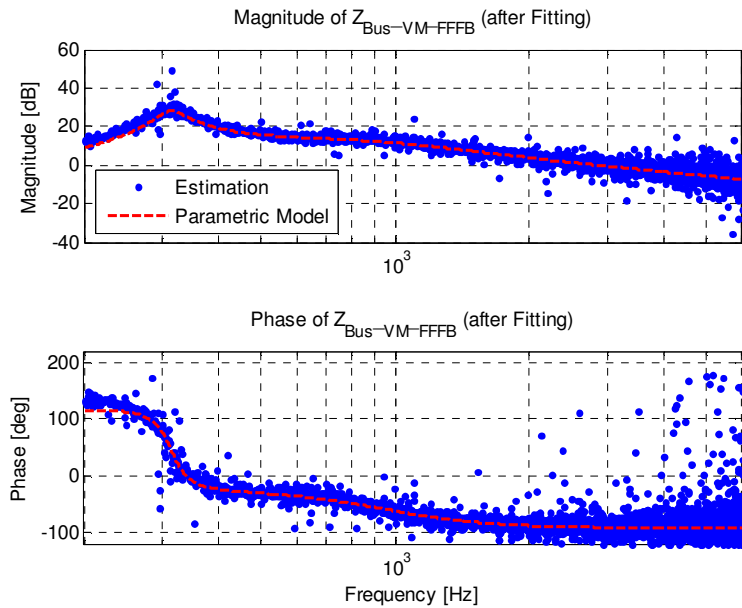 Magnitude of Z_Bus−VM−FFFB (after Fitting)
Magnitude [dB]
60
40
20
0
-20
-40
Estimation
Parametric Model
10^3
Phase of Z_Bus−VM−FFFB (after Fitting)
Phase [deg]
200
100
0
-100
10^3
Frequency [Hz]